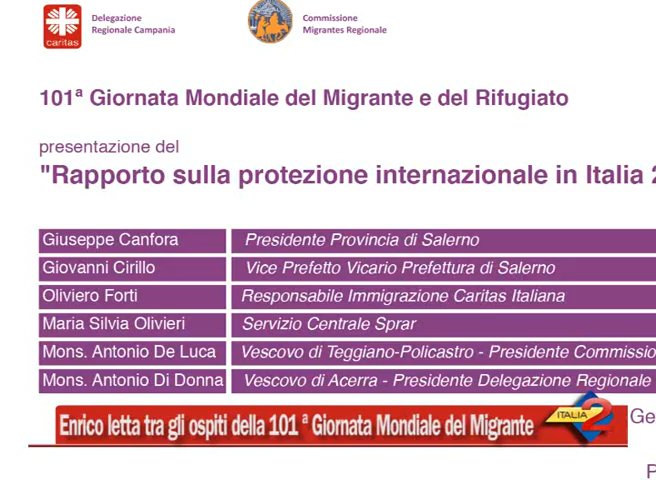 caritas
Delegazione
Regionale Campania
Commissione
Migrantes Regionale
101ª Giornata Mondiale del Migrante e del Rifugiato
presentazione del
"Rapporto sulla protezione internazionale in Italia 2
Giuseppe Canfora Presidente Provincia di Salerno
Giovanni Cirillo Vice Prefetto Vicario Prefettura di Salerno
Oliviero Forti Responsabile Immigrazione Caritas Italiana
Maria Silvia Olivieri Servizio Centrale Sprar
Mons. Antonio De Luca Vescovo di Teggiano-Policastro - Presidente Commissio
Mons. Antonio Di Donna Vescovo di Acerra - Presidente Delegazione Regionale
Enrico letta tra gli ospiti della 101ª Giornata Mondiale del Migrante
ITALIA 2
Ge
P